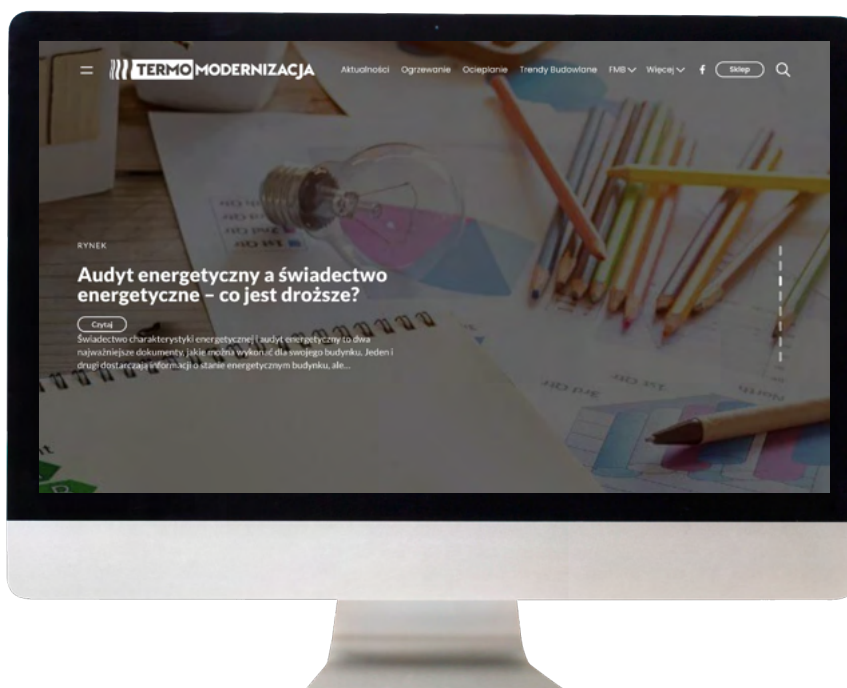 TERMO MODERNIZACJA
Aktualności Ogrzewanie Ocieplanie Trendy Budowlane FMB Więcej f Sklep
RYNEK
Audyt energetyczny a świadectwo
energetyczne – co jest droższe?
Czytaj
Świadectwo charakterystyki energetycznej i audyt energetyczny to dwa
najważniejsze dokumenty, jakie można wykonać dla swojego budynku. Jeden i
drugi dostarczają informacji o stanie energetycznym budynku, ale...